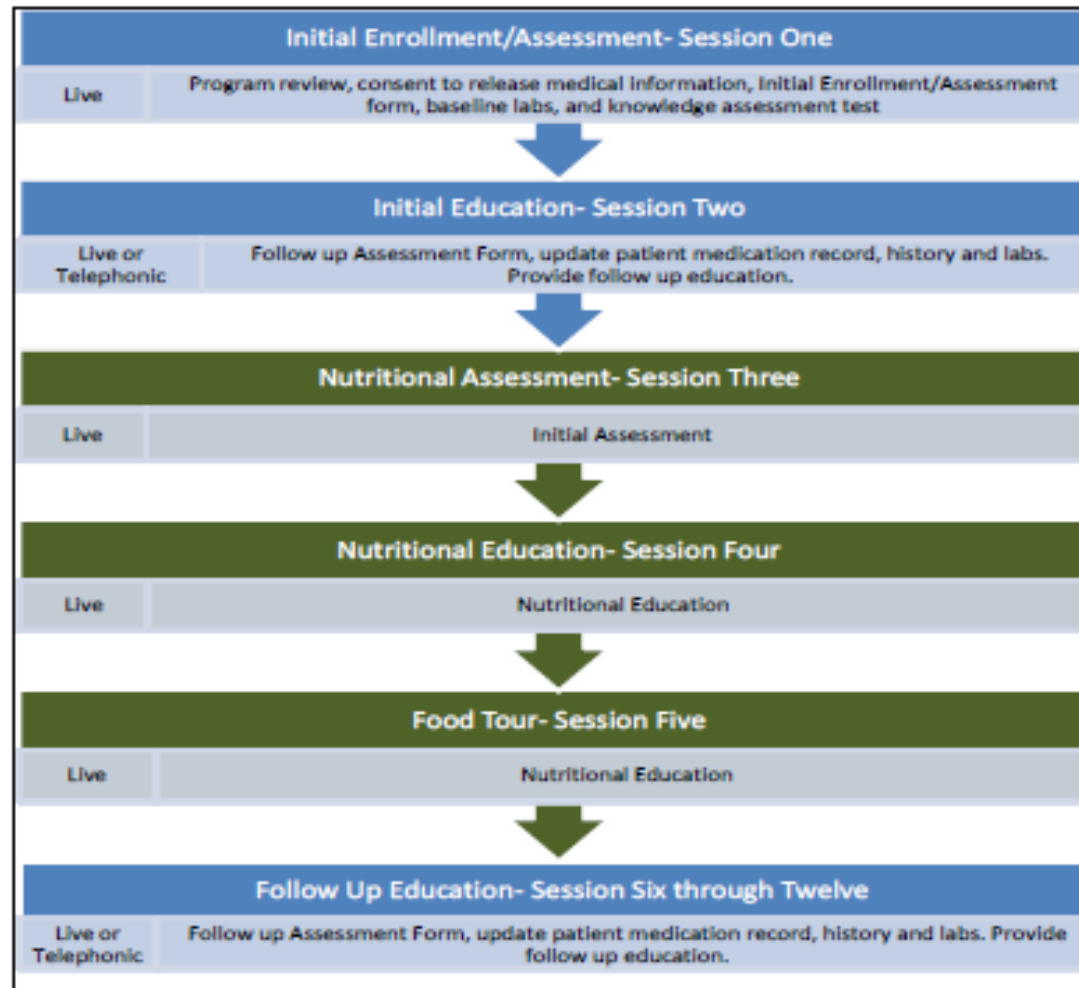 Initial Enrollment/Assessment- Session One
Live
Program review, consent to release medical information, Initial Enrollment/Assessment
form, baseline labs, and knowledge assessment test
Initial Education- Session Two
Live or
Telephonic
Follow up Assessment Form, update patient medication record, history and labs.
Provide follow up education.
Nutritional Assessment- Session Three
Live
Initial Assessment
Nutritional Education- Session Four
Live
Nutritional Education
Food Tour- Session Five
Live
Nutritional Education
Follow Up Education- Session Six through Twelve
Live or
Telephonic
Follow up Assessment Form, update patient medication record, history and labs. Provide
follow up education.